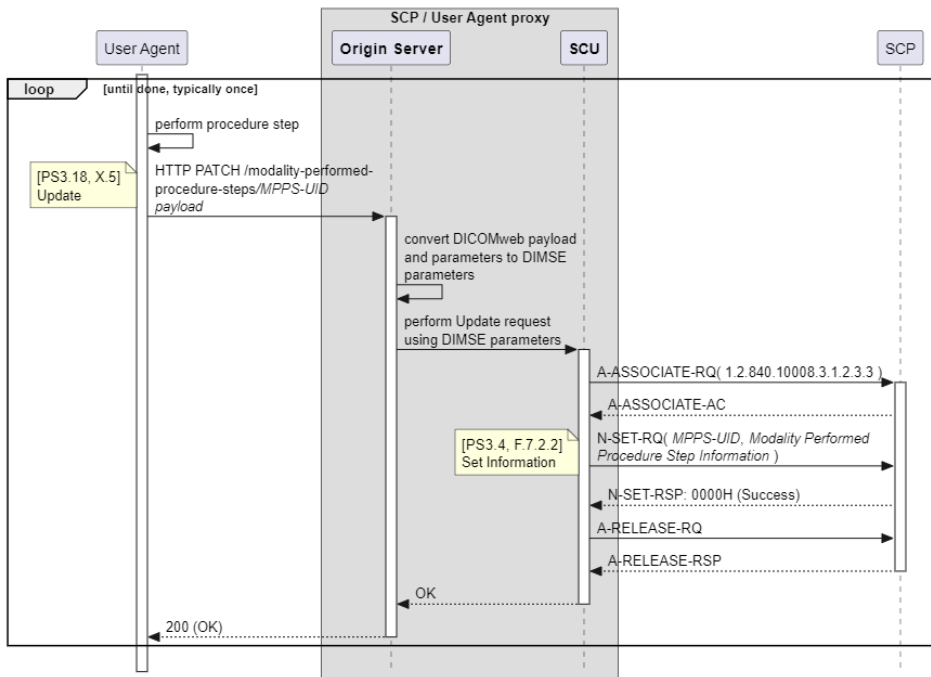 SCP / User Agent proxy
User Agent
Origin Server
SCU
SCP
loop
[until done, typically once]
perform procedure step
[PS3.18, X.5]
Update
HTTP PATCH /modality-performed-
procedure-steps/MPPS-UID
payload
convert DICOMweb payload
and parameters to DIMSE
parameters
perform Update request
using DIMSE parameters
A-ASSOCIATE-RQ( 1.2.840.10008.3.1.2.3.3 )
A-ASSOCIATE-AC
[PS3.4, F.7.2.2]
Set Information
N-SET-RQ( MPPS-UID, Modality Performed
Procedure Step Information )
N-SET-RSP: 0000H (Success)
A-RELEASE-RQ
A-RELEASE-RSP
OK
200 (OK)